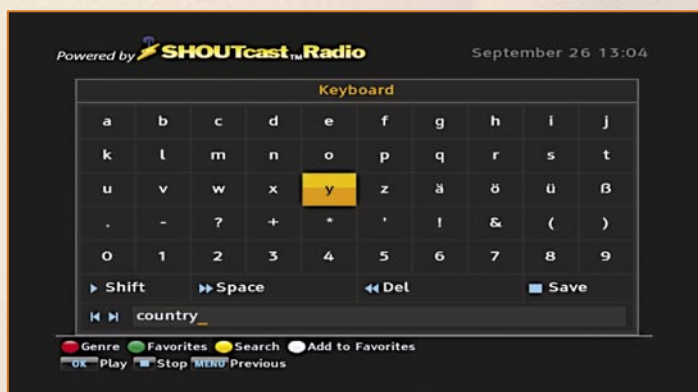 Powered by SHOUTcast™ Radio September 26 13:04
Keyboard
a b c d e f g h i j
k l m n o p q r s t
u v w x y z ä ö ü ß
. - ? + * ' ! & ( )
0 1 2 3 4 5 6 7 8 9
Shift Space Del Save
country_
Genre Favorites Search Add to Favorites
OK Play Stop MENU Previous